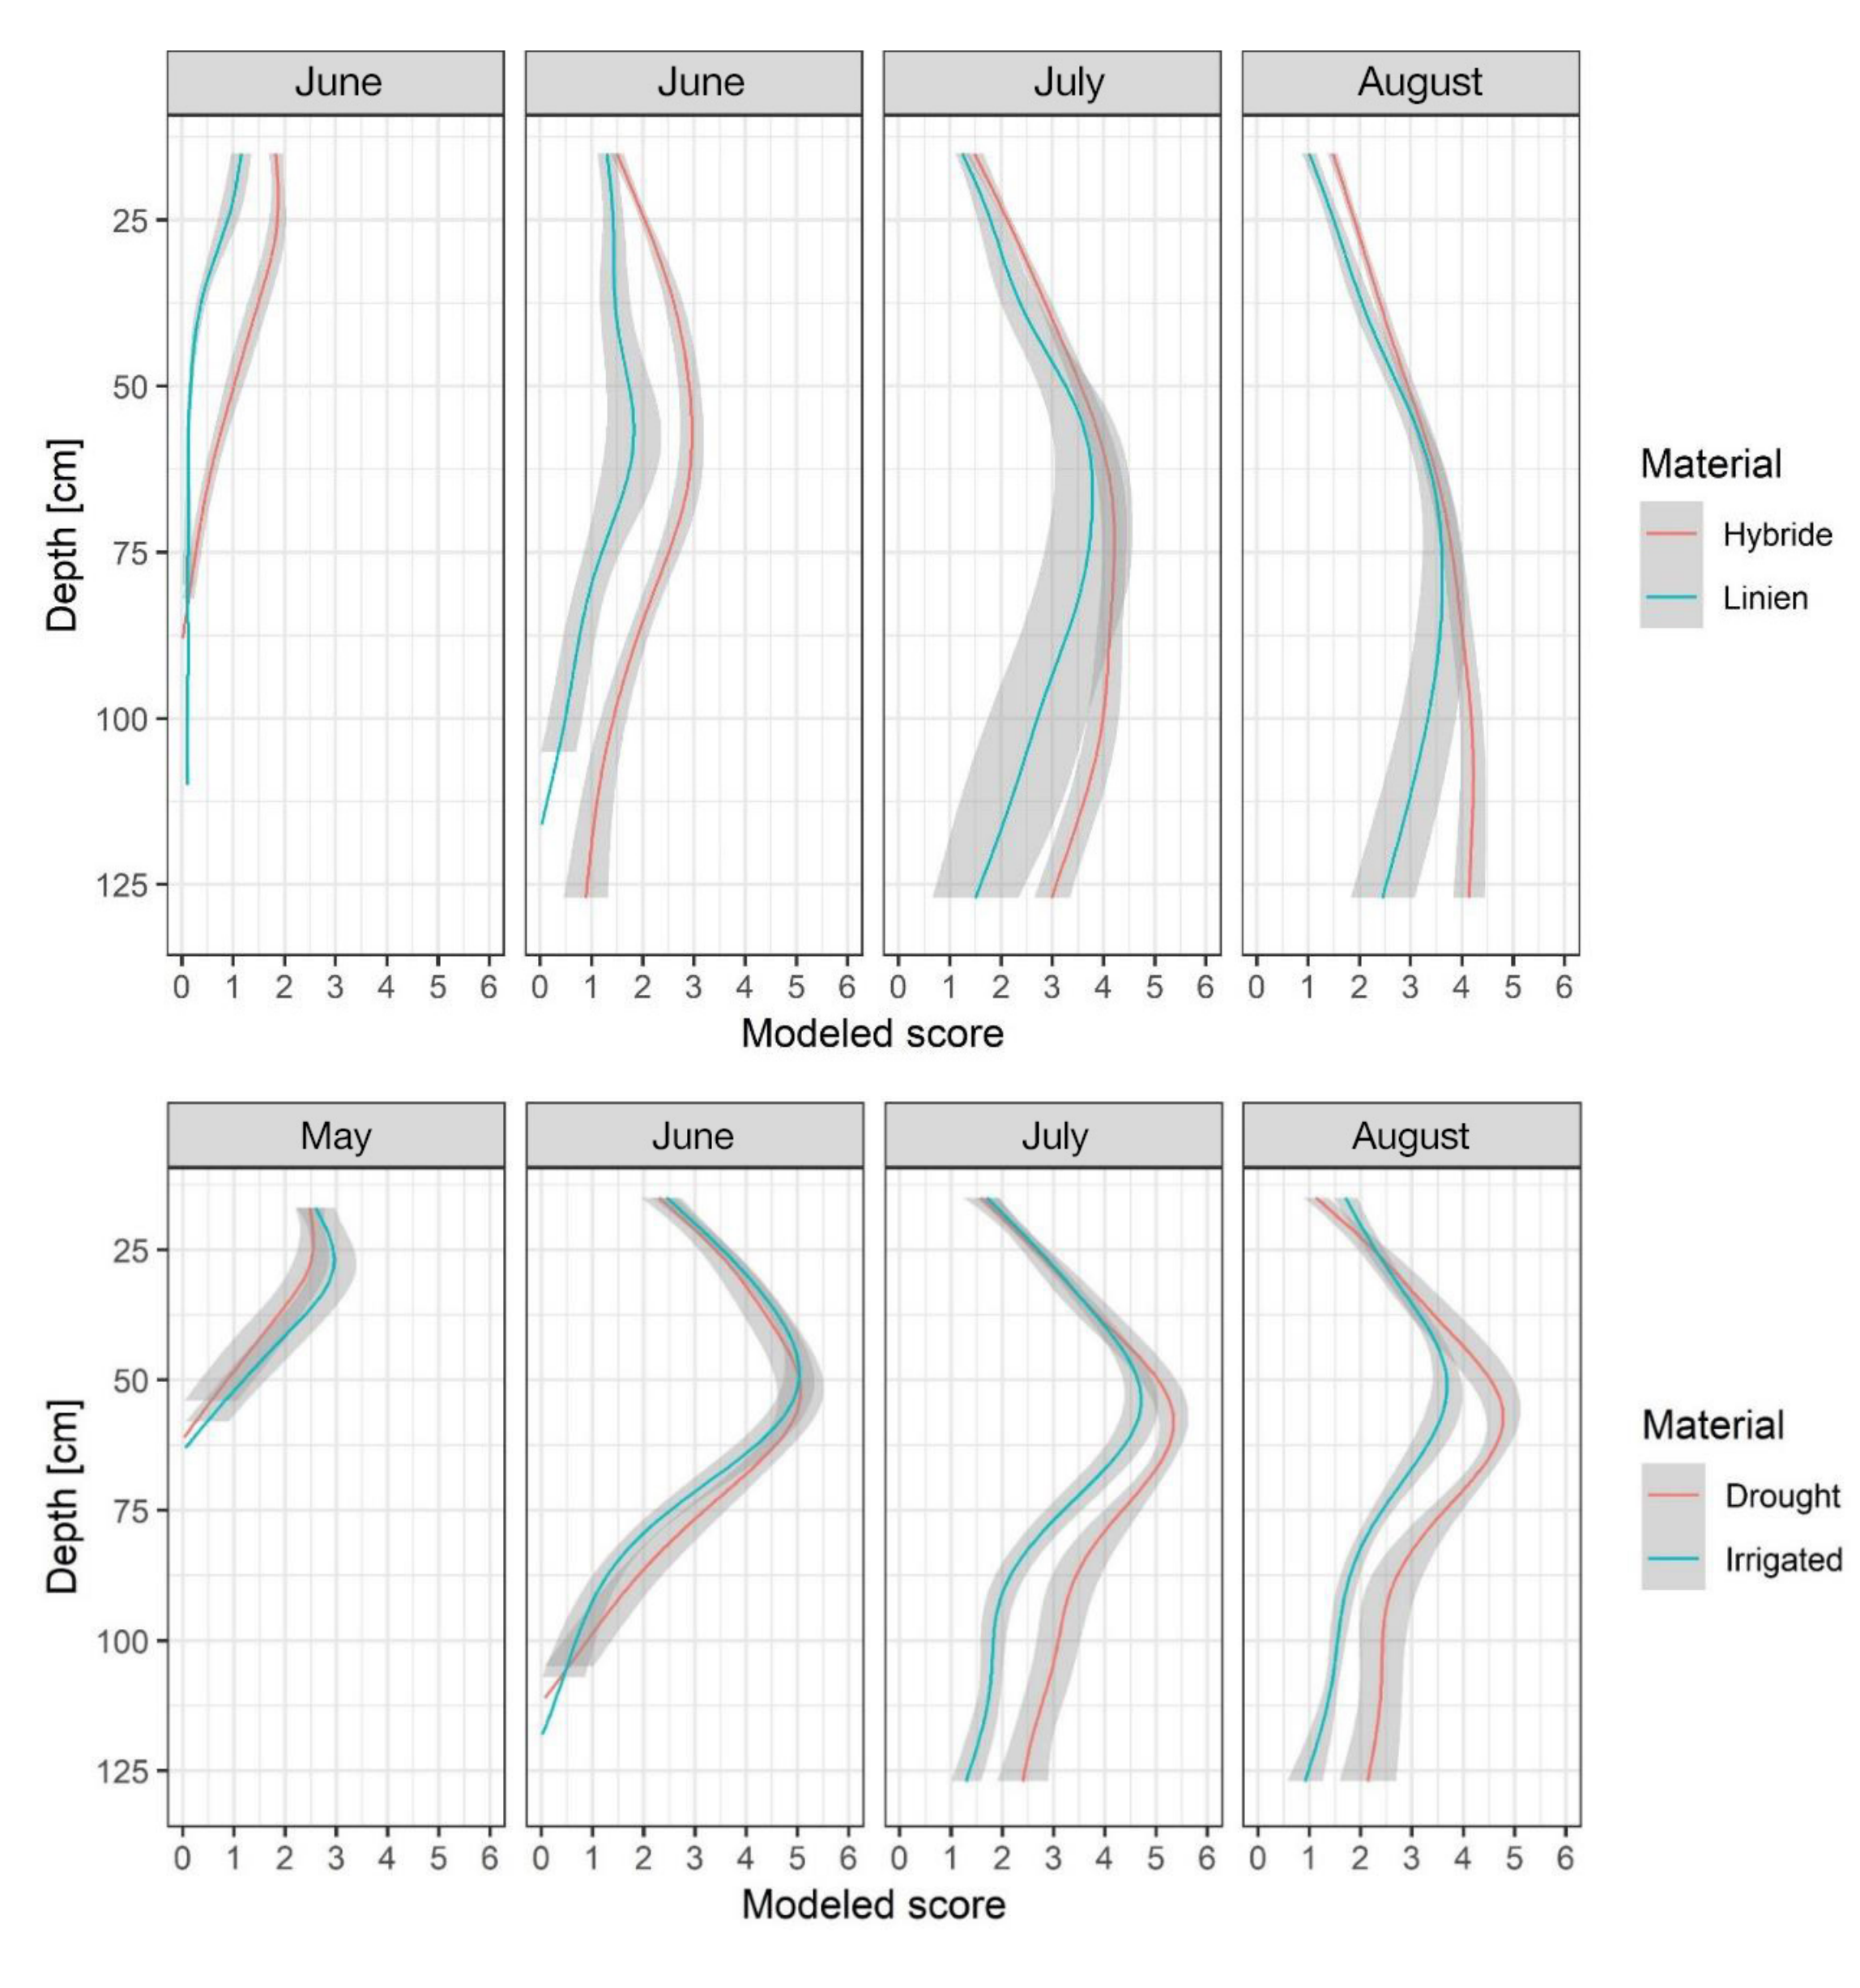 June June July August
25
50
75
100
125
Depth [cm]
0 1 2 3 4 5 6 0 1 2 3 4 5 6 0 1 2 3 4 5 6 0 1 2 3 4 5 6
Modeled score
Material
Hybride
Linien
May June July August
25
50
75
100
125
Depth [cm]
0 1 2 3 4 5 6 0 1 2 3 4 5 6 0 1 2 3 4 5 6 0 1 2 3 4 5 6
Modeled score
Material
Drought
Irrigated